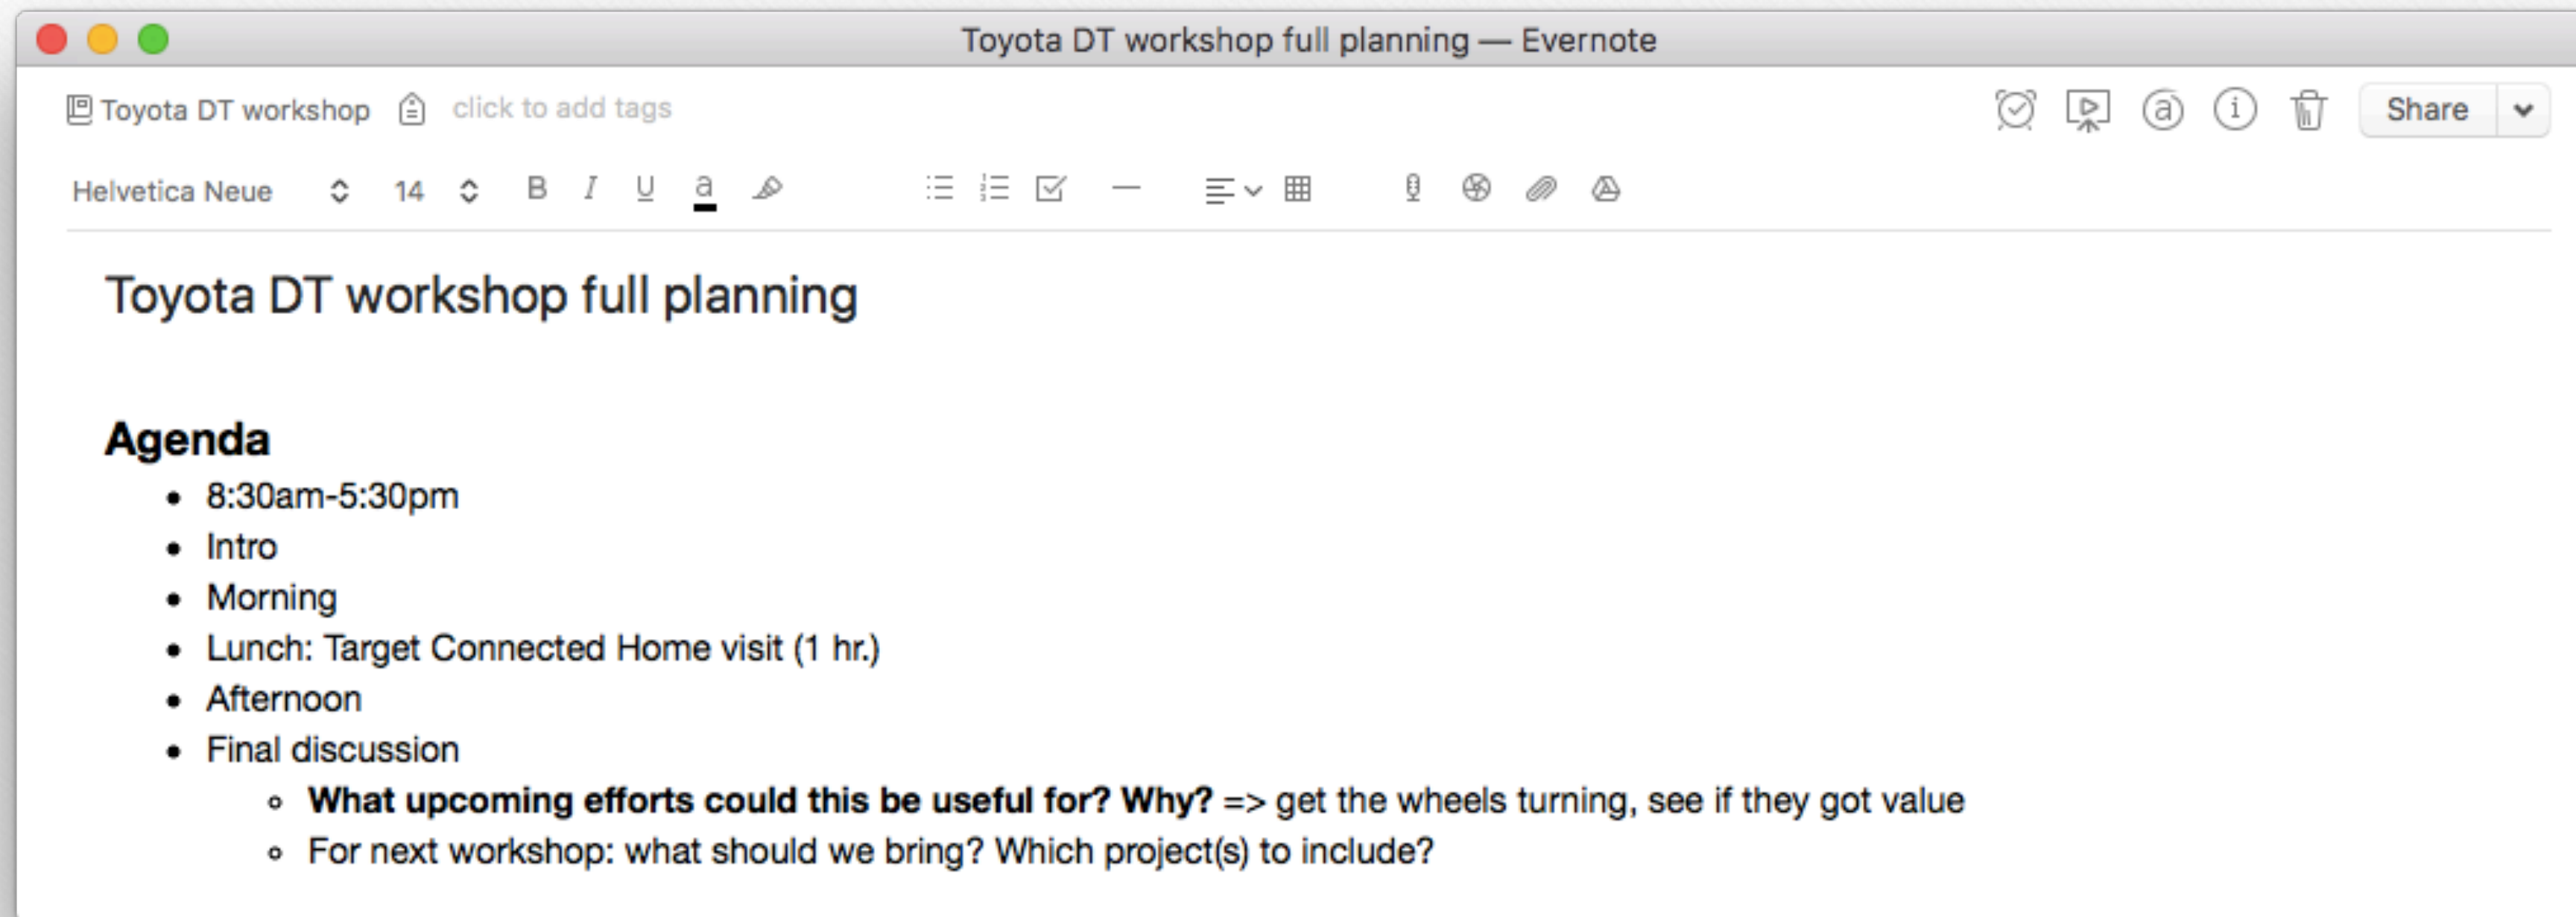 Toyota DT workshop full planning — Evernote
Toyota DT workshop click to add tags Share
Helvetica Neue 14 B I U a
Toyota DT workshop full planning
Agenda
• 8:30am-5:30pm
• Intro
• Morning
• Lunch: Target Connected Home visit (1 hr.)
• Afternoon
• Final discussion
◦ What upcoming efforts could this be useful for? Why? => get the wheels turning, see if they got value
◦ For next workshop: what should we bring? Which project(s) to include?